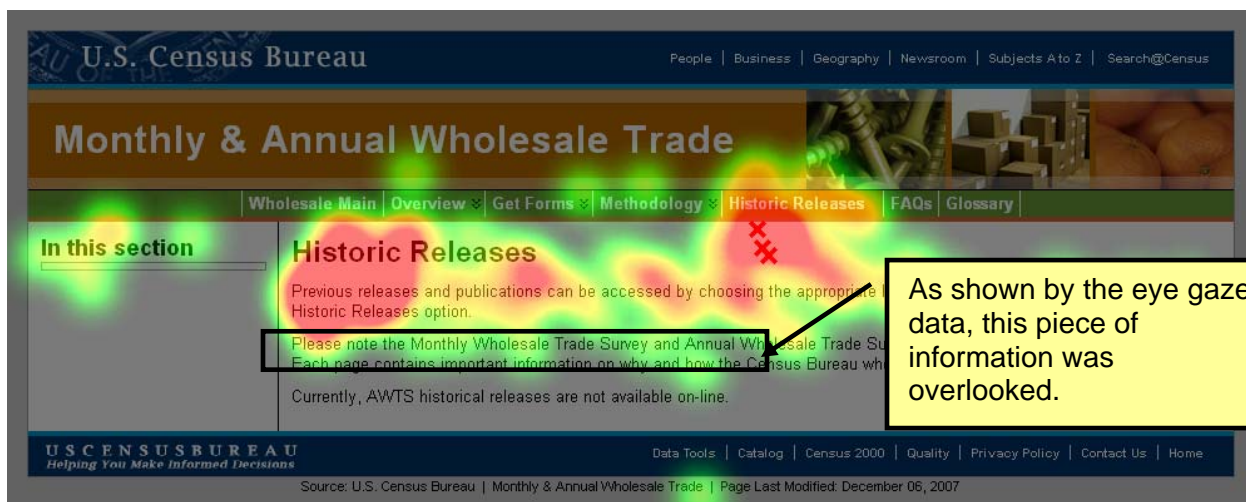 U.S. Census Bureau
People | Business | Geography | Newsroom | Subjects A to Z | Search@Census
Monthly & Annual Wholesale Trade
Wholesale Main | Overview | Get Forms | Methodology | Historic Releases | FAQs | Glossary
In this section
Historic Releases
Previous releases and publications can be accessed by choosing the appropriate
Historic Releases option.
Please note the Monthly Wholesale Trade Survey and Annual Wholesale Trade Su
Each page contains important information on why and how the Census Bureau wh
Currently, AWTS historical releases are not available on-line.
As shown by the eye gaze
data, this piece of
information was
overlooked.
USCENSUSBUREAU
Helping You Make Informed Decisions
Data Tools | Catalog | Census 2000 | Quality | Privacy Policy | Contact Us | Home
Source: U.S. Census Bureau | Monthly & Annual Wholesale Trade | Page Last Modified: December 06, 2007